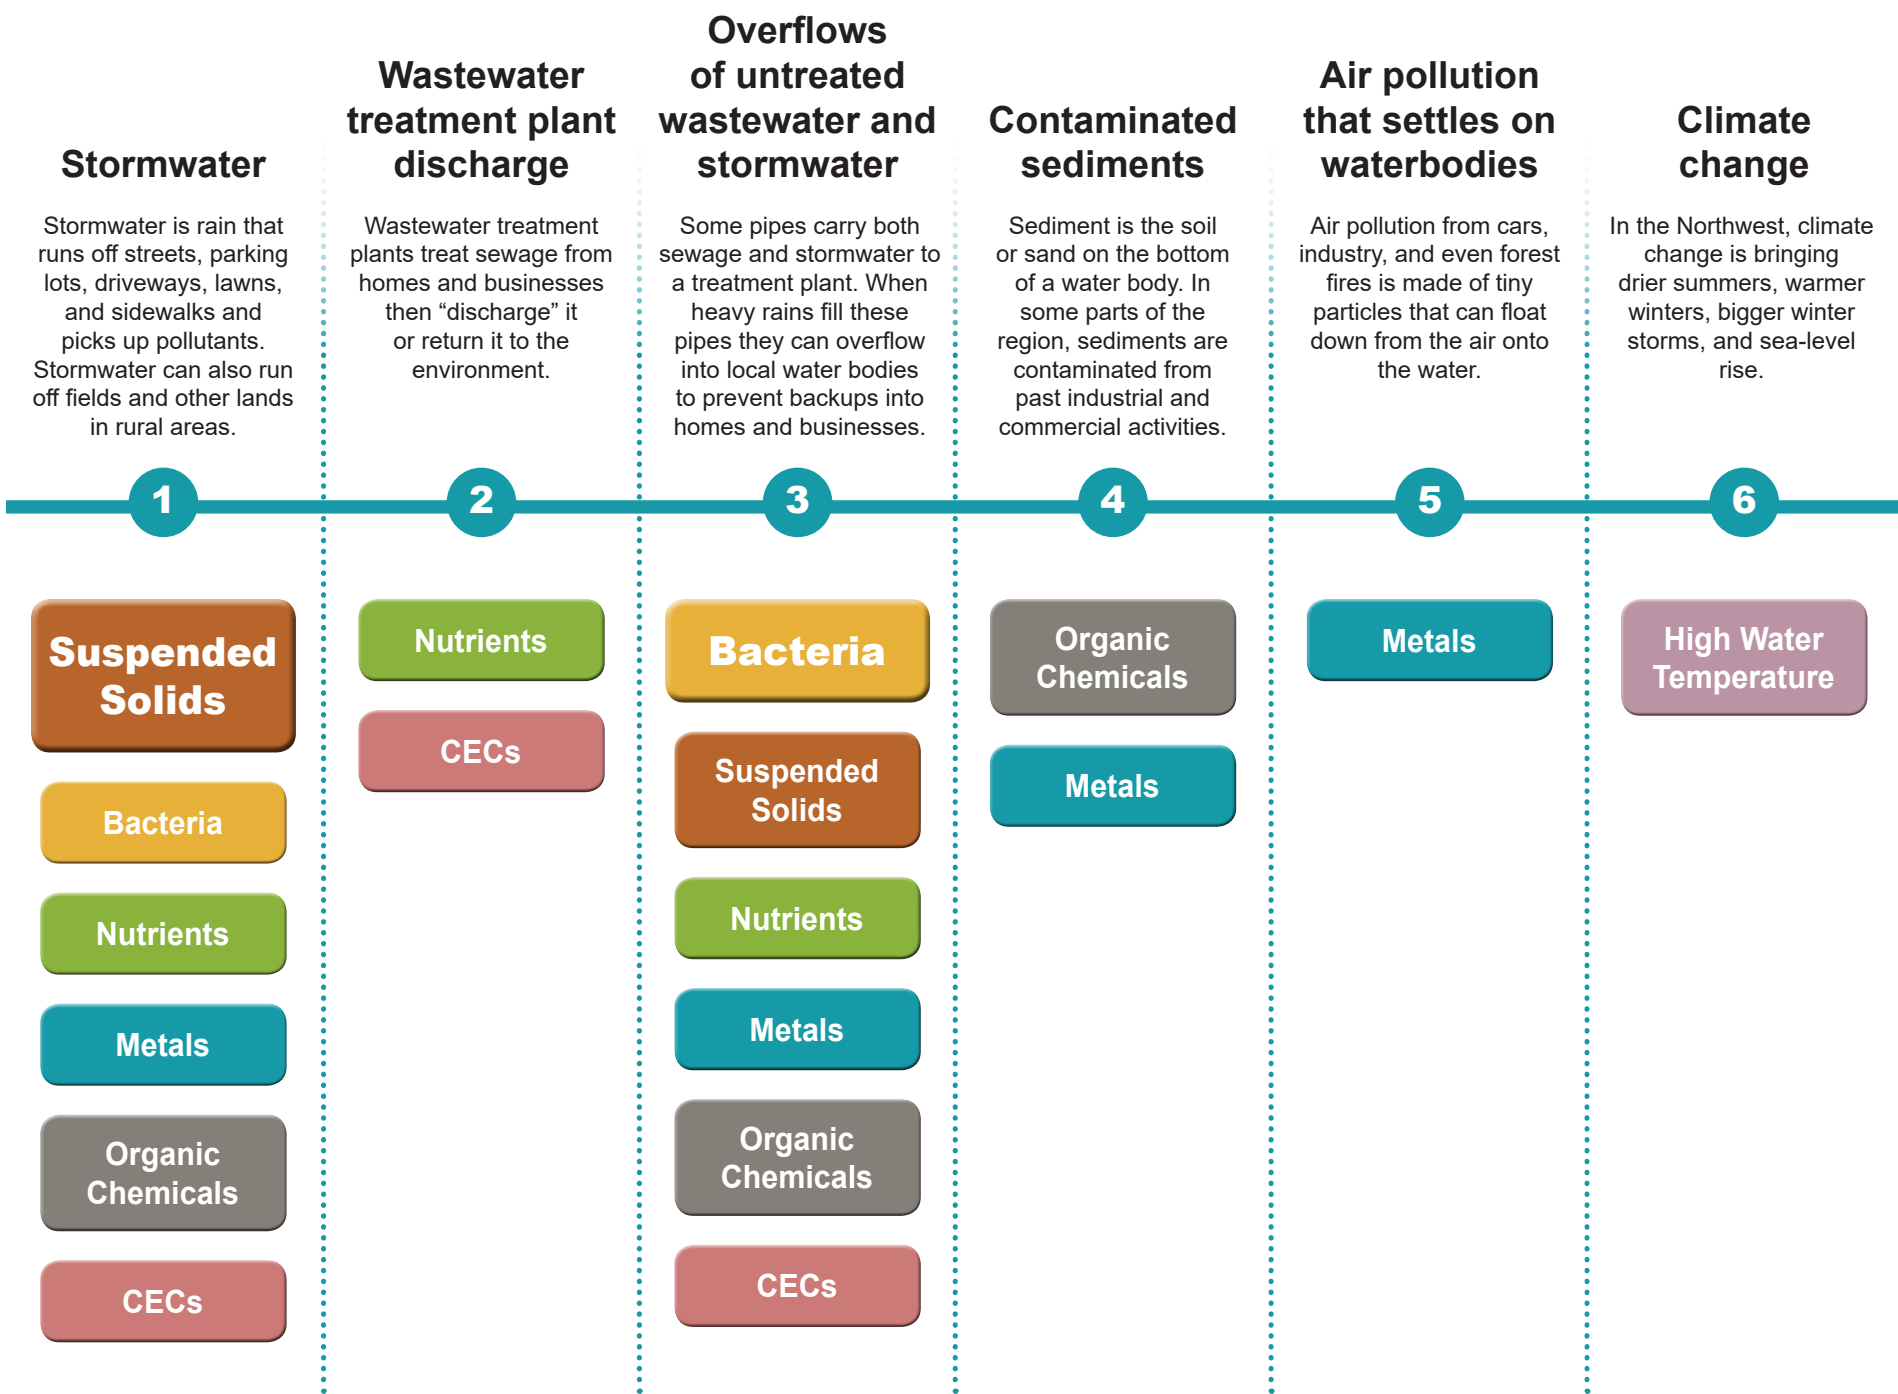 Stormwater
Stormwater is rain that
runs off streets, parking
lots, driveways, lawns,
and sidewalks and
picks up pollutants.
Stormwater can also run
off fields and other lands
in rural areas.
1
Suspended
Solids
Bacteria
Nutrients
Metals
Organic
Chemicals
CECs
Wastewater
treatment plant
discharge
Wastewater treatment
plants treat sewage from
homes and businesses
then “discharge” it
or return it to the
environment.
2
Nutrients
CECs
Overflows
of untreated
wastewater and
stormwater
Some pipes carry both
sewage and stormwater to
a treatment plant. When
heavy rains fill these
pipes they can overflow
into local water bodies
to prevent backups into
homes and businesses.
3
Bacteria
Suspended
Solids
Nutrients
Metals
Organic
Chemicals
CECs
Contaminated
sediments
Sediment is the soil
or sand on the bottom
of a water body. In
some parts of the
region, sediments are
contaminated from
past industrial and
commercial activities.
4
Organic
Chemicals
Metals
Air pollution
that settles on
waterbodies
Air pollution from cars,
industry, and even forest
fires is made of tiny
particles that can float
down from the air onto
the water.
5
Metals
Climate
change
In the Northwest, climate
change is bringing
drier summers, warmer
winters, bigger winter
storms, and sea-level
rise.
6
High Water
Temperature